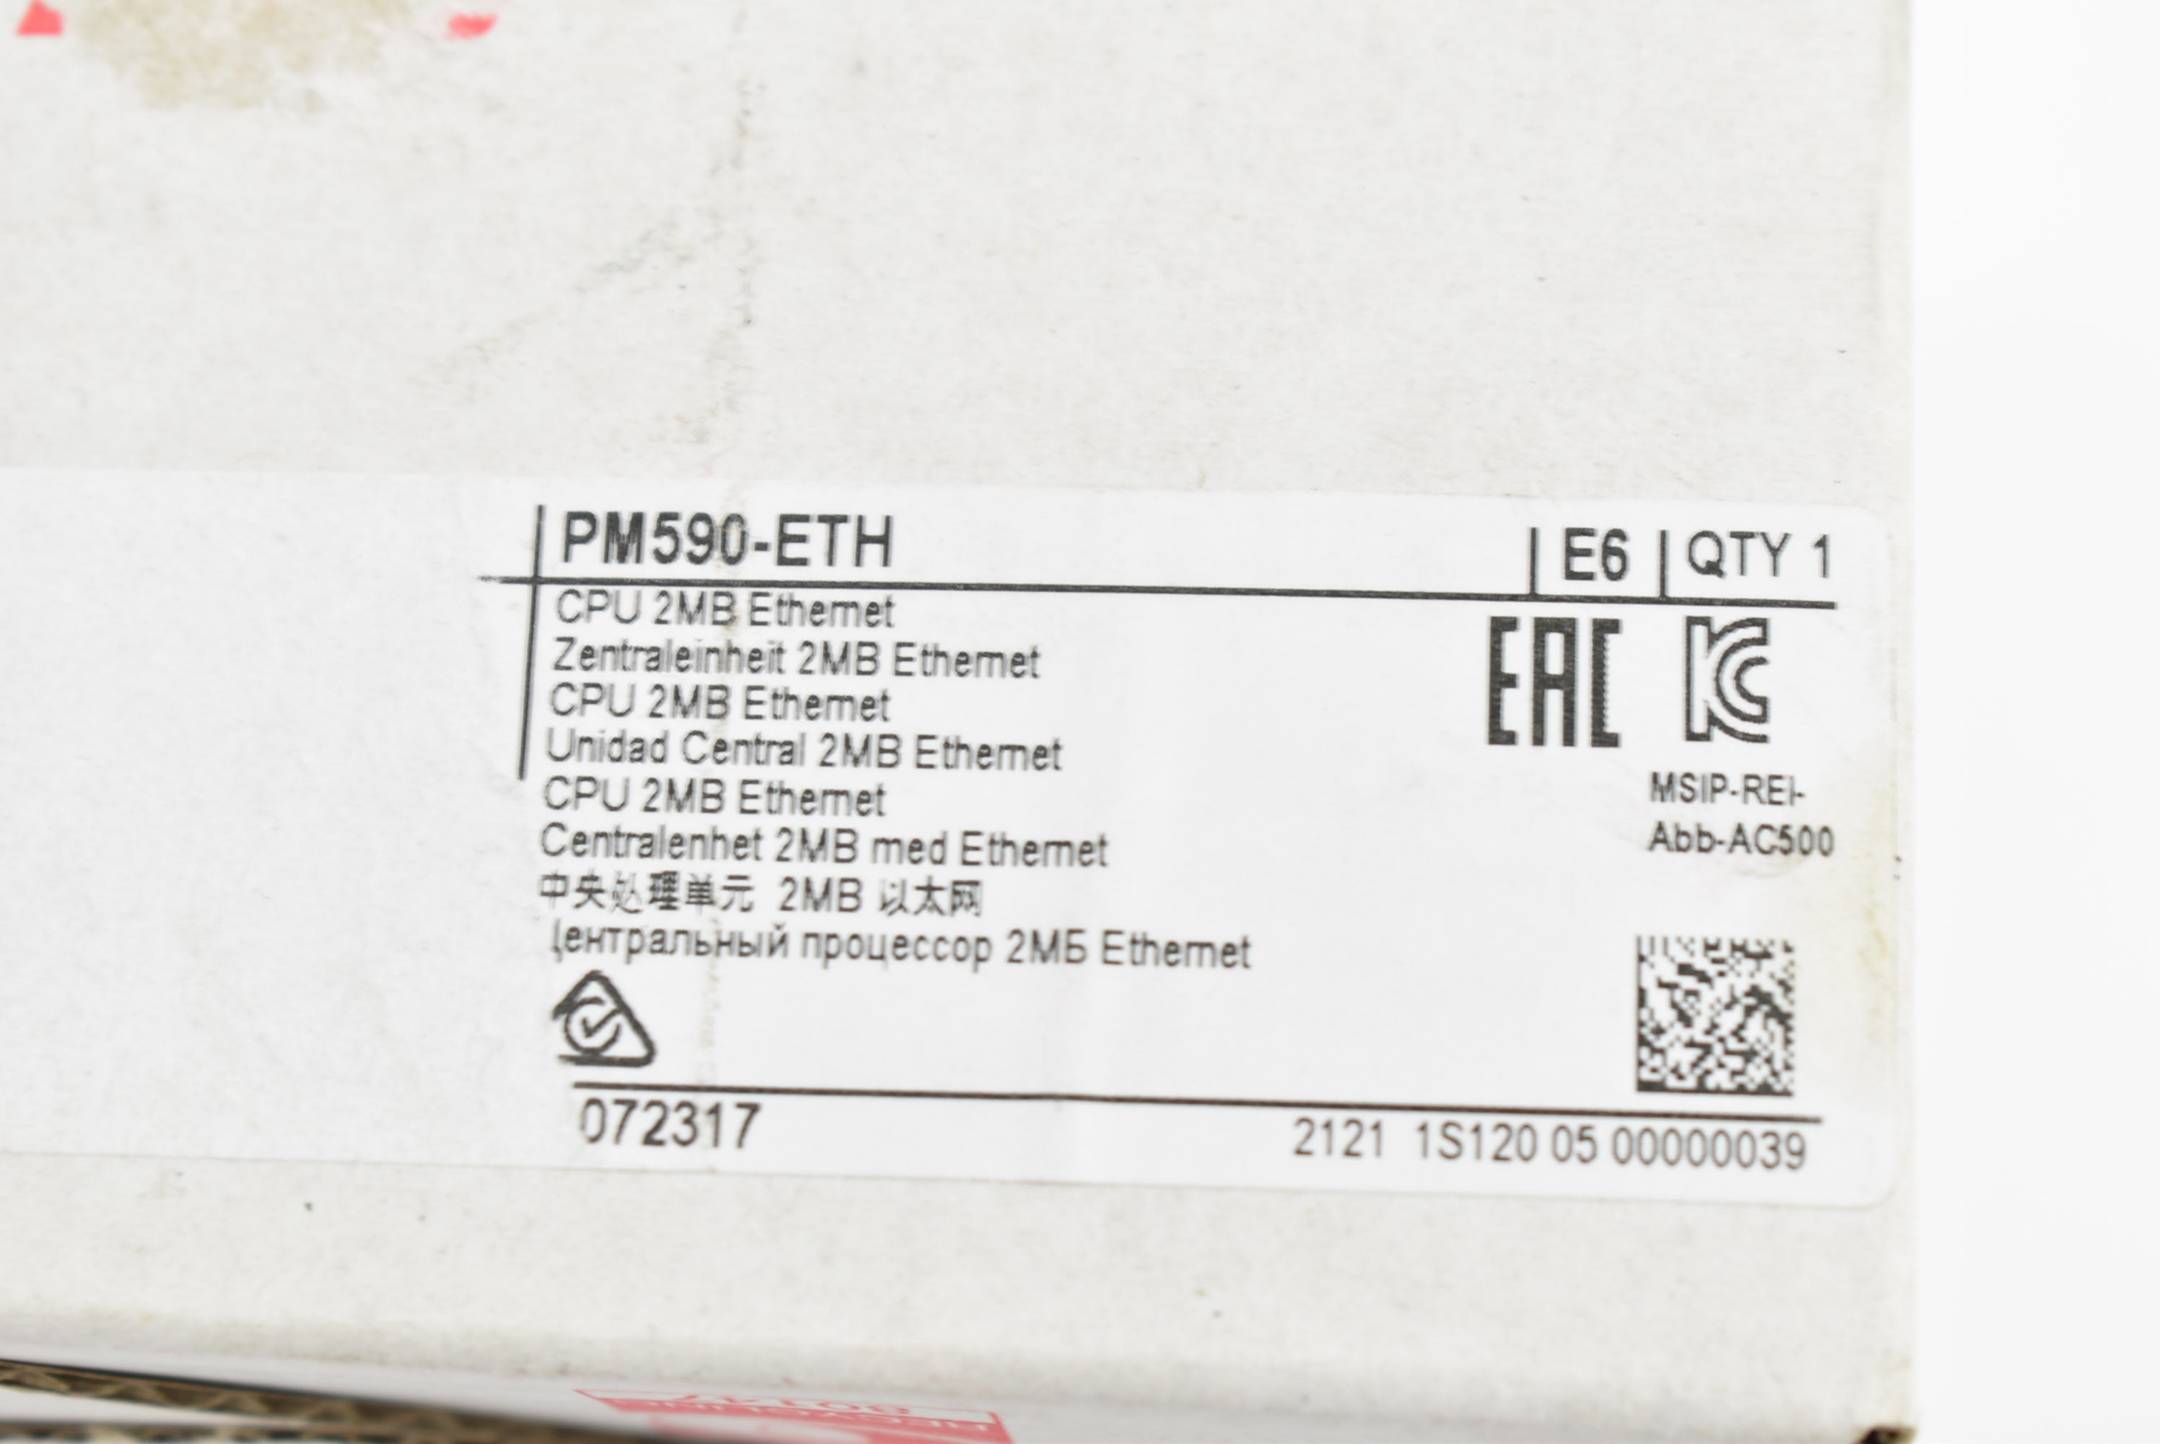 PM590-ETH | E6 | QTY 1
CPU 2MB Ethernet
Zentraleinheit 2MB Ethernet
CPU 2MB Ethernet
Unidad Central 2MB Ethernet
CPU 2MB Ethernet
Centralenhet 2MB med Ethernet
中央处理单元 2MB 以太网
Центральный процессор 2МБ Ethernet
EAC
KC
MSIP-REI-
Abb-AC500
072317
2121 1S120 05 00000039